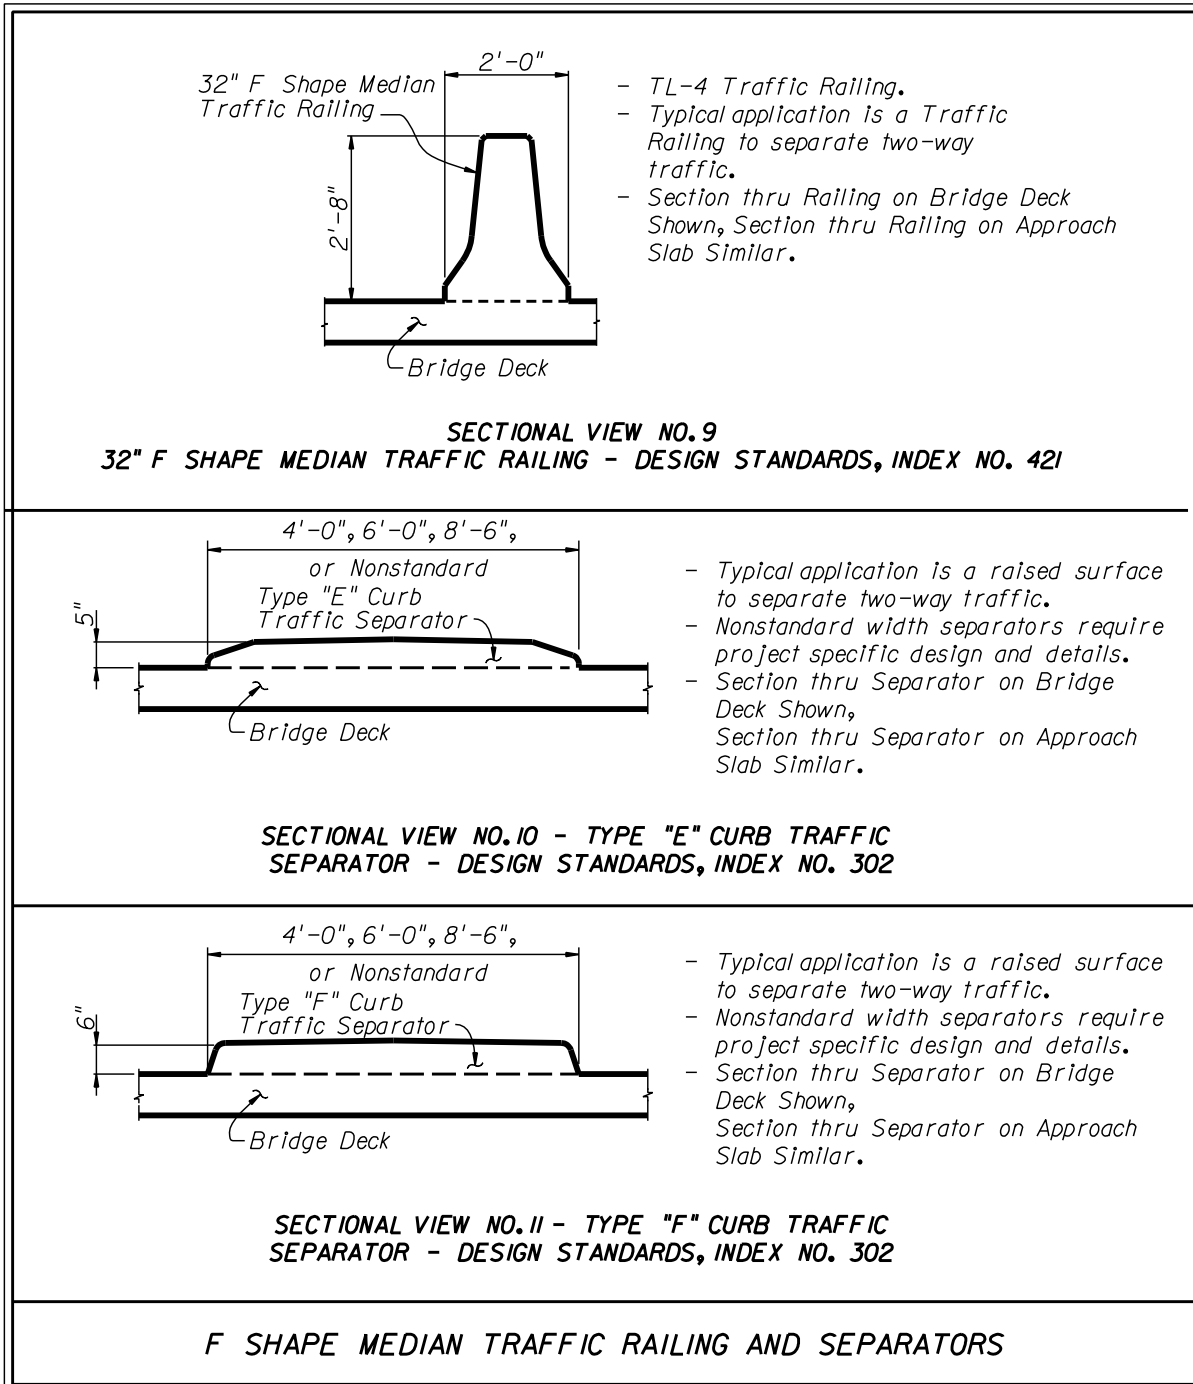 2'-0"
32" F Shape Median
Traffic Railing
2'-8"
Bridge Deck
- TL-4 Traffic Railing.
- Typical application is a Traffic
Railing to separate two-way
traffic.
- Section thru Railing on Bridge Deck
Shown, Section thru Railing on Approach
Slab Similar.
SECTIONAL VIEW NO. 9
32" F SHAPE MEDIAN TRAFFIC RAILING - DESIGN STANDARDS, INDEX NO. 421
4'-0", 6'-0", 8'-6",
or Nonstandard
Type "E" Curb
Traffic Separator
5"
Bridge Deck
- Typical application is a raised surface
to separate two-way traffic.
- Nonstandard width separators require
project specific design and details.
- Section thru Separator on Bridge
Deck Shown,
Section thru Separator on Approach
Slab Similar.
SECTIONAL VIEW NO. 10 - TYPE "E" CURB TRAFFIC
SEPARATOR - DESIGN STANDARDS, INDEX NO. 302
4'-0", 6'-0", 8'-6",
or Nonstandard
Type "F" Curb
Traffic Separator
6"
Bridge Deck
- Typical application is a raised surface
to separate two-way traffic.
- Nonstandard width separators require
project specific design and details.
- Section thru Separator on Bridge
Deck Shown,
Section thru Separator on Approach
Slab Similar.
SECTIONAL VIEW NO. 11 - TYPE "F" CURB TRAFFIC
SEPARATOR - DESIGN STANDARDS, INDEX NO. 302
F SHAPE MEDIAN TRAFFIC RAILING AND SEPARATORS